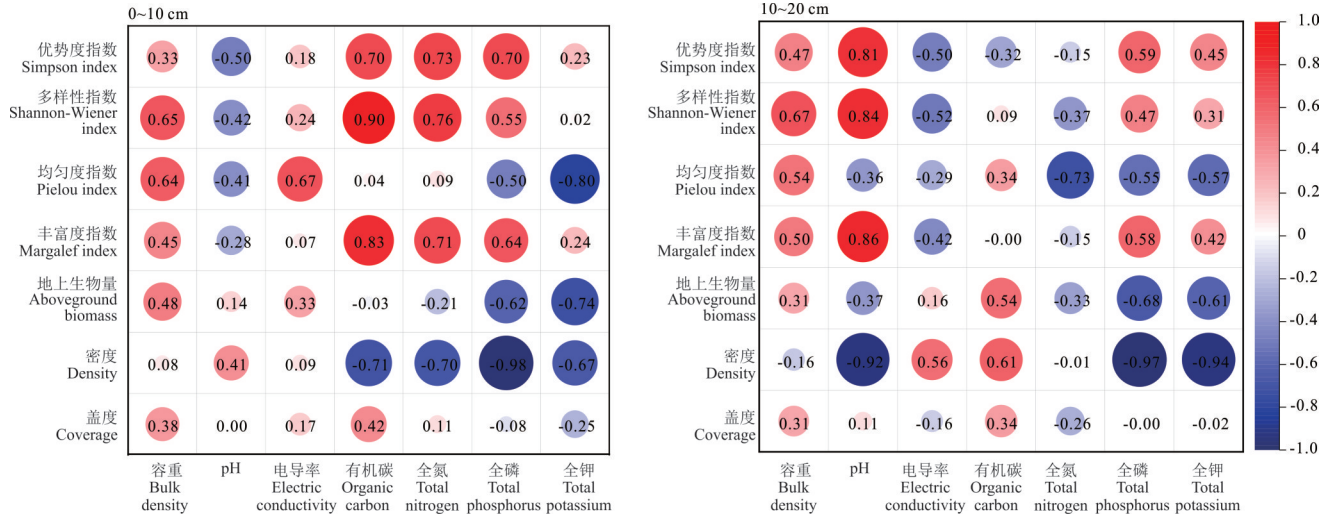 0~10 cm
优势度指数
Simpson index
0.33 -0.50 0.18 0.70 0.73 0.70 0.23
多样性指数
Shannon-Wiener
index
0.65 -0.42 0.24 0.90 0.76 0.55 0.02
均匀度指数
Pielou index
0.64 -0.41 0.67 0.04 0.09 -0.50 -0.80
丰富度指数
Margalef index
0.45 -0.28 0.07 0.83 0.71 0.64 0.24
地上生物量
Aboveground
biomass
0.48 0.14 0.33 -0.03 -0.21 -0.62 -0.74
密度
Density
0.08 0.41 0.09 -0.71 -0.70 -0.98 -0.67
盖度
Coverage
0.38 0.00 0.17 0.42 0.11 -0.08 -0.25
容重 pH 电导率 有机碳 全氮 全磷 全钾
Bulk Electric Organic Total Total Total
density conductivity carbon nitrogen phosphorus potassium
10~20 cm
优势度指数
Simpson index
0.47 0.81 -0.50 -0.32 -0.15 0.59 0.45
多样性指数
Shannon-Wiener
index
0.67 0.84 -0.52 0.09 -0.37 0.47 0.31
均匀度指数
Pielou index
0.54 -0.36 -0.29 0.34 -0.73 -0.55 -0.57
丰富度指数
Margalef index
0.50 0.86 -0.42 -0.00 -0.15 0.58 0.42
地上生物量
Aboveground
biomass
0.31 -0.37 0.16 0.54 -0.33 -0.68 -0.61
密度
Density
-0.16 -0.92 0.56 0.61 -0.01 -0.97 -0.94
盖度
Coverage
0.31 0.11 -0.16 0.34 -0.26 -0.00 -0.02
容重 pH 电导率 有机碳 全氮 全磷 全钾
Bulk Electric Organic Total Total Total
density conductivity carbon nitrogen phosphorus potassium
1.0
0.8
0.6
0.4
0.2
0
-0.2
-0.4
-0.6
-0.8
-1.0